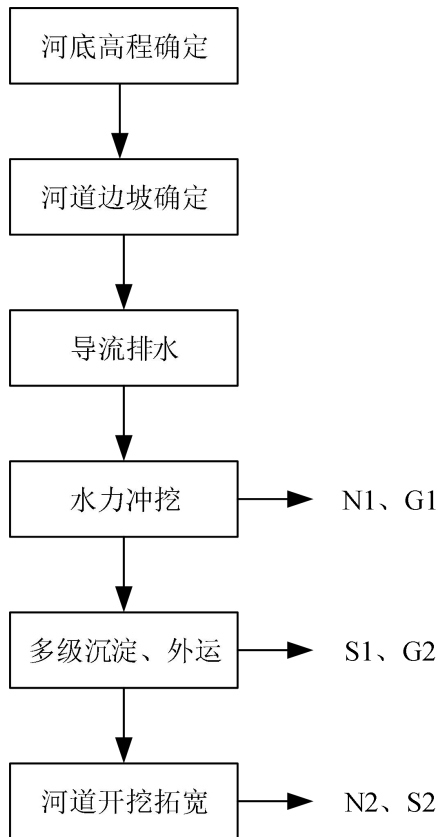 河底高程确定
河道边坡确定
导流排水
水力冲挖
N1、G1
多级沉淀、外运
S1、G2
河道开挖拓宽
N2、S2